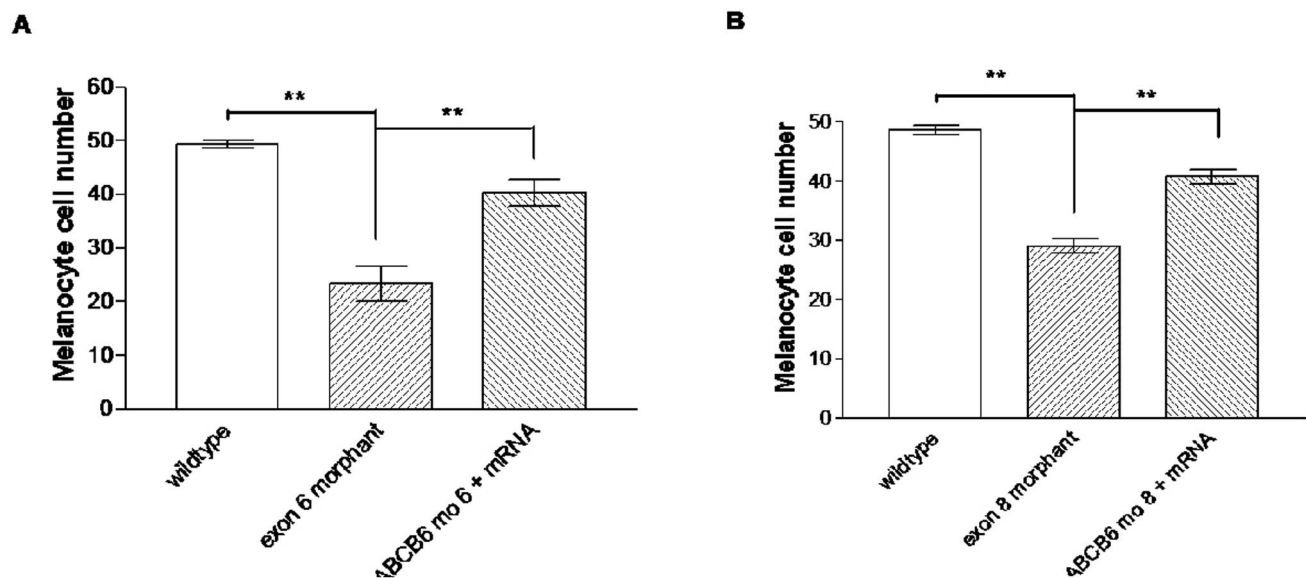 A
**
**
Melanocyte cell number
60
50
40
30
20
10
0
wildtype
exon 6 morphant
ABCB6 mo 6 + mRNA
B
**
**
Melanocyte cell number
50
40
30
20
10
0
wildtype
exon 8 morphant
ABCB6 mo 8 + mRNA